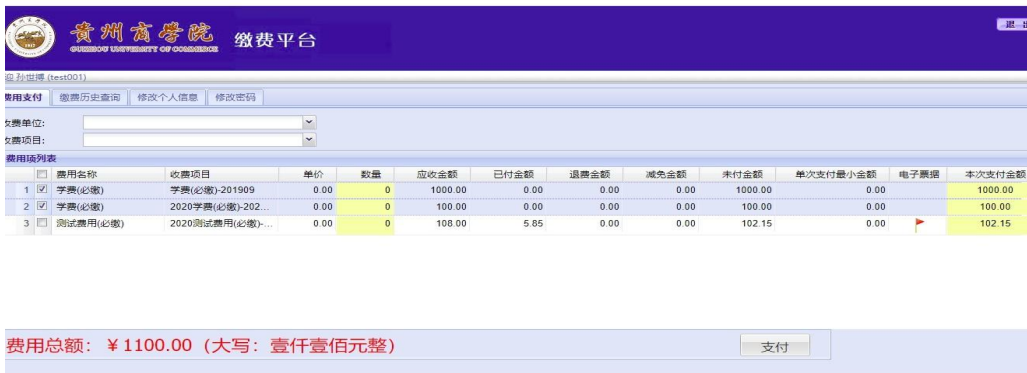 贵州商学院 缴费平台
GUIZHOU UNIVERSITY OF COMMERCE
退 出
迎 孙世博 (test001)
费用支付 缴费历史查询 修改个人信息 修改密码
收费单位:
收费项目:
费用项列表
费用名称 收费项目 单价 数量 应收金额 已付金额 退费金额 减免金额 未付金额 单次支付最小金额 电子票据 本次支付金额
1 学费(必缴) 学费(必缴)-201909 0.00 0 1000.00 0.00 0.00 0.00 1000.00 0.00 1000.00
2 学费(必缴) 2020学费(必缴)-202... 0.00 0 100.00 0.00 0.00 0.00 100.00 0.00 100.00
3 测试费用(必缴) 2020测试费用(必缴)-... 0.00 0 108.00 5.85 0.00 0.00 102.15 0.00 102.15
费用总额: ￥1100.00 (大写: 壹仟壹佰元整) 支付